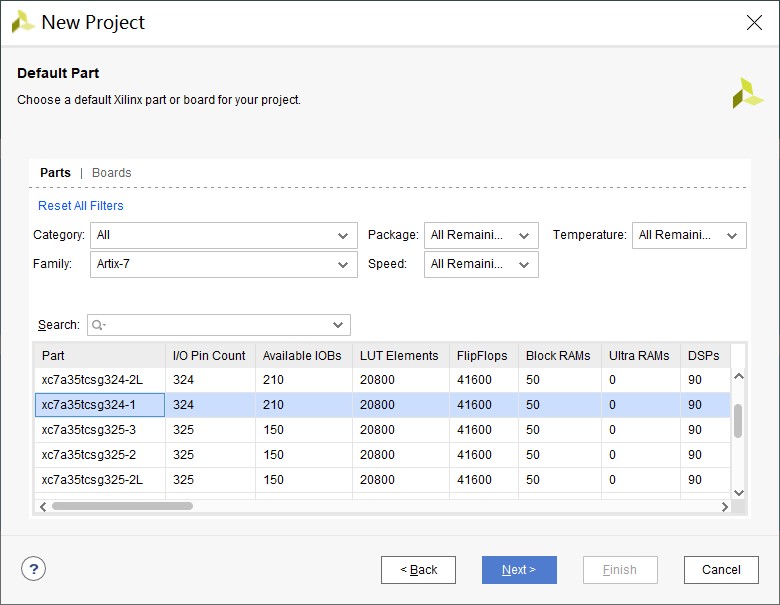 New Project
Default Part
Choose a default Xilinx part or board for your project.
Parts | Boards
Reset All Filters
Category: All Package: All Remaini... Temperature: All Remaini...
Family: Artix-7 Speed: All Remaini...
Search:
Part I/O Pin Count Available IOBs LUT Elements FlipFlops Block RAMs Ultra RAMs DSPs
xc7a35tcsg324-2L 324 210 20800 41600 50 0 90
xc7a35tcsg324-1 324 210 20800 41600 50 0 90
xc7a35tcsg325-3 325 150 20800 41600 50 0 90
xc7a35tcsg325-2 325 150 20800 41600 50 0 90
xc7a35tcsg325-2L 325 150 20800 41600 50 0 90
? < Back Next > Finish Cancel